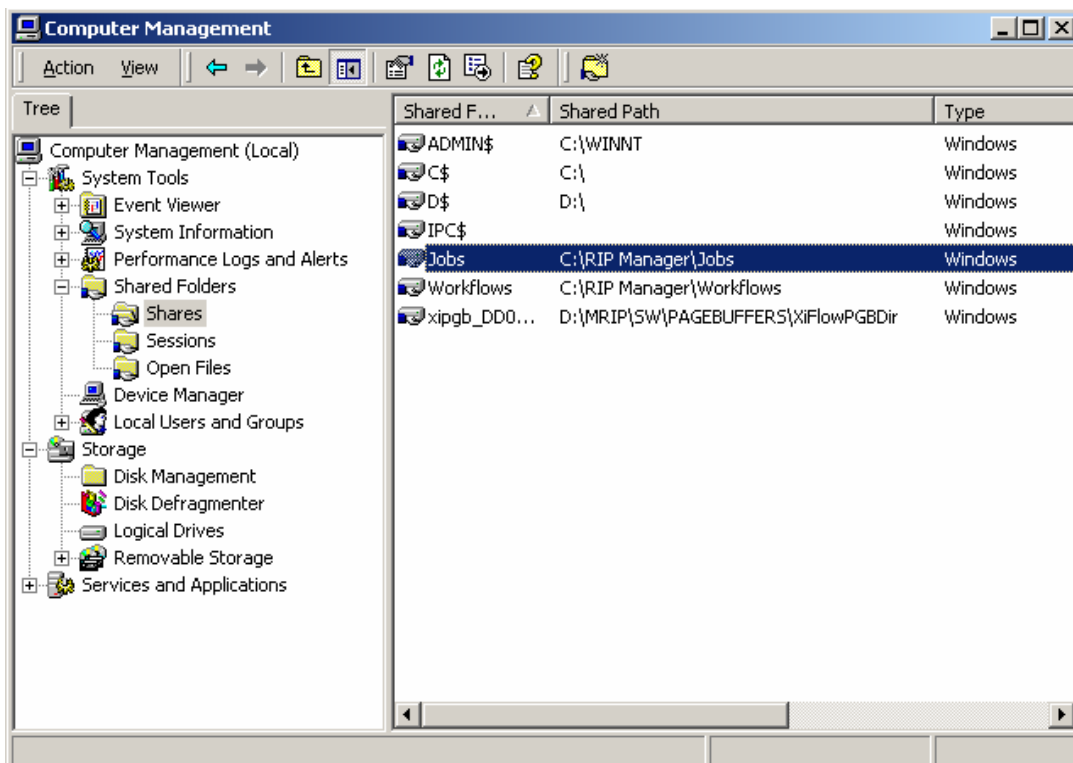 Computer Management
Action View
Tree
Computer Management (Local)
System Tools
Event Viewer
System Information
Performance Logs and Alerts
Shared Folders
Shares
Sessions
Open Files
Device Manager
Local Users and Groups
Storage
Disk Management
Disk Defragmenter
Logical Drives
Removable Storage
Services and Applications
Shared F... Shared Path Type
ADMIN$ C:\WINNT Windows
C$ C:\ Windows
D$ D:\ Windows
IPC$ Windows
Jobs C:\RIP Manager\Jobs Windows
Workflows C:\RIP Manager\Workflows Windows
xipgb_DD0... D:\MRIP\SW\PAGEBUFFERS\XiFlowPGBDir Windows